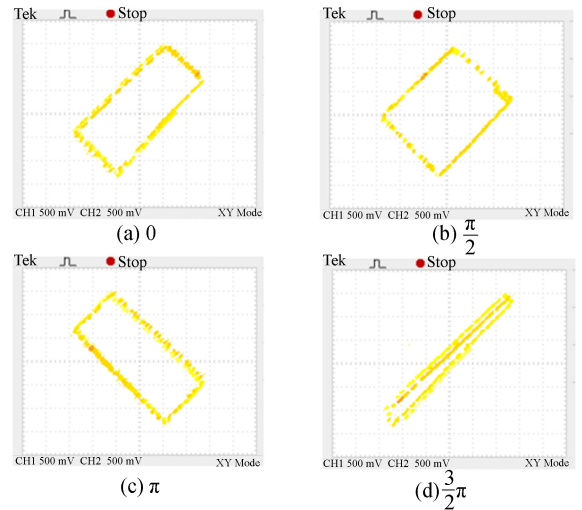 Tek Stop
Tek Stop
CH1 500 mV CH2 500 mV XY Mode
CH1 500 mV CH2 500 mV XY Mode
(a) 0
(b) π/2
Tek Stop
Tek Stop
CH1 500 mV CH2 500 mV XY Mode
CH1 500 mV CH2 500 mV XY Mode
(c) π
(d) 3/2 π